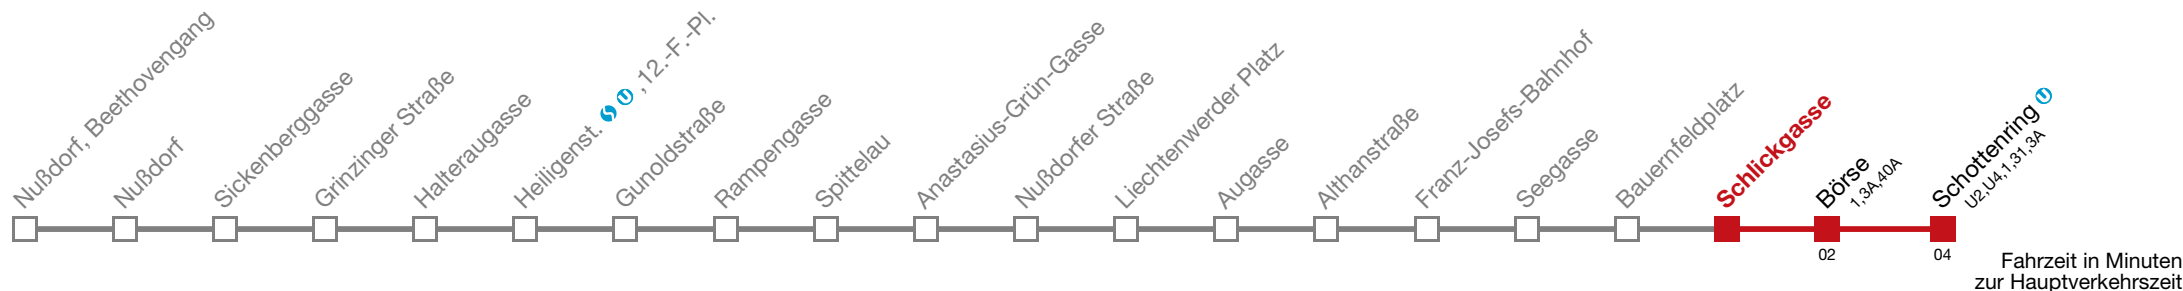 Nußdorf, Beethovengang
Nußdorf
Sickenberggasse
Grinzinger Straße
Halteraugasse
Heiligenst. S U , 12.-F.-Pl.
Gunoldstraße
Rampengasse
Spittelau
Anastasius-Grün-Gasse
Nußdorfer Straße
Liechtenwerder Platz
Augasse
Althanstraße
Franz-Josefs-Bahnhof
Seegasse
Bauernfeldplatz
Schlickgasse
Börse
1,3A,40A
02
Schottenring U
U2,U4,1,31,3A
04
Fahrzeit in Minuten
zur Hauptverkehrszeit